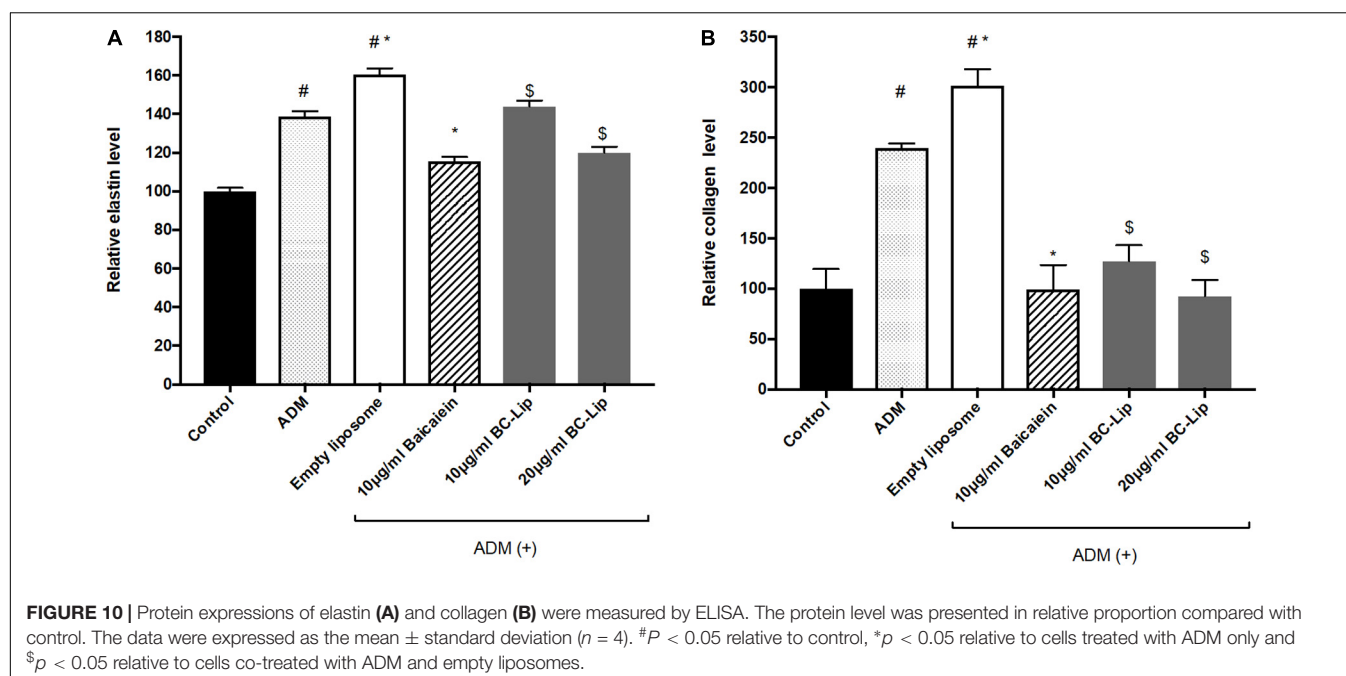 A
180
160
140
120
100
80
60
40
20
0
Relative elastin level
#
# *
*
$
$
Control
ADM
Empty liposome
10µg/ml Baicaiein
10µg/ml BC-Lip
20µg/ml BC-Lip
ADM (+)
B
350
300
250
200
150
100
50
0
Relative collagen level
#
# *
*
$
$
Control
ADM
Empty liposome
10µg/ml Baicaiein
10µg/ml BC-Lip
20µg/ml BC-Lip
ADM (+)
FIGURE 10 | Protein expressions of elastin (A) and collagen (B) were measured by ELISA. The protein level was presented in relative proportion compared with
control. The data were expressed as the mean ± standard deviation (n = 4). #P < 0.05 relative to control, *p < 0.05 relative to cells treated with ADM only and
$p < 0.05 relative to cells co-treated with ADM and empty liposomes.